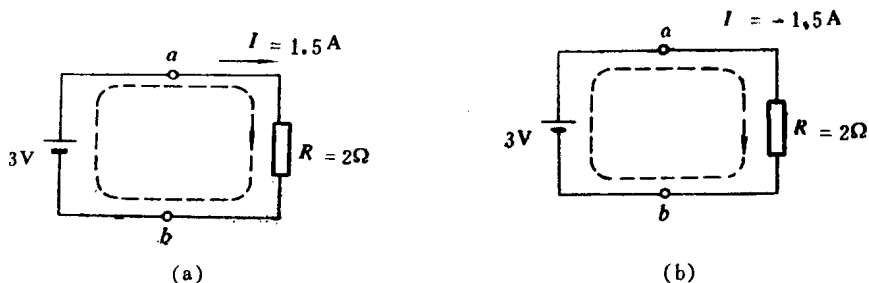 a
I = 1.5 A
3V
R = 2Ω
b
(a)
a
I = - 1,5 A
3V
R = 2Ω
b
(b)